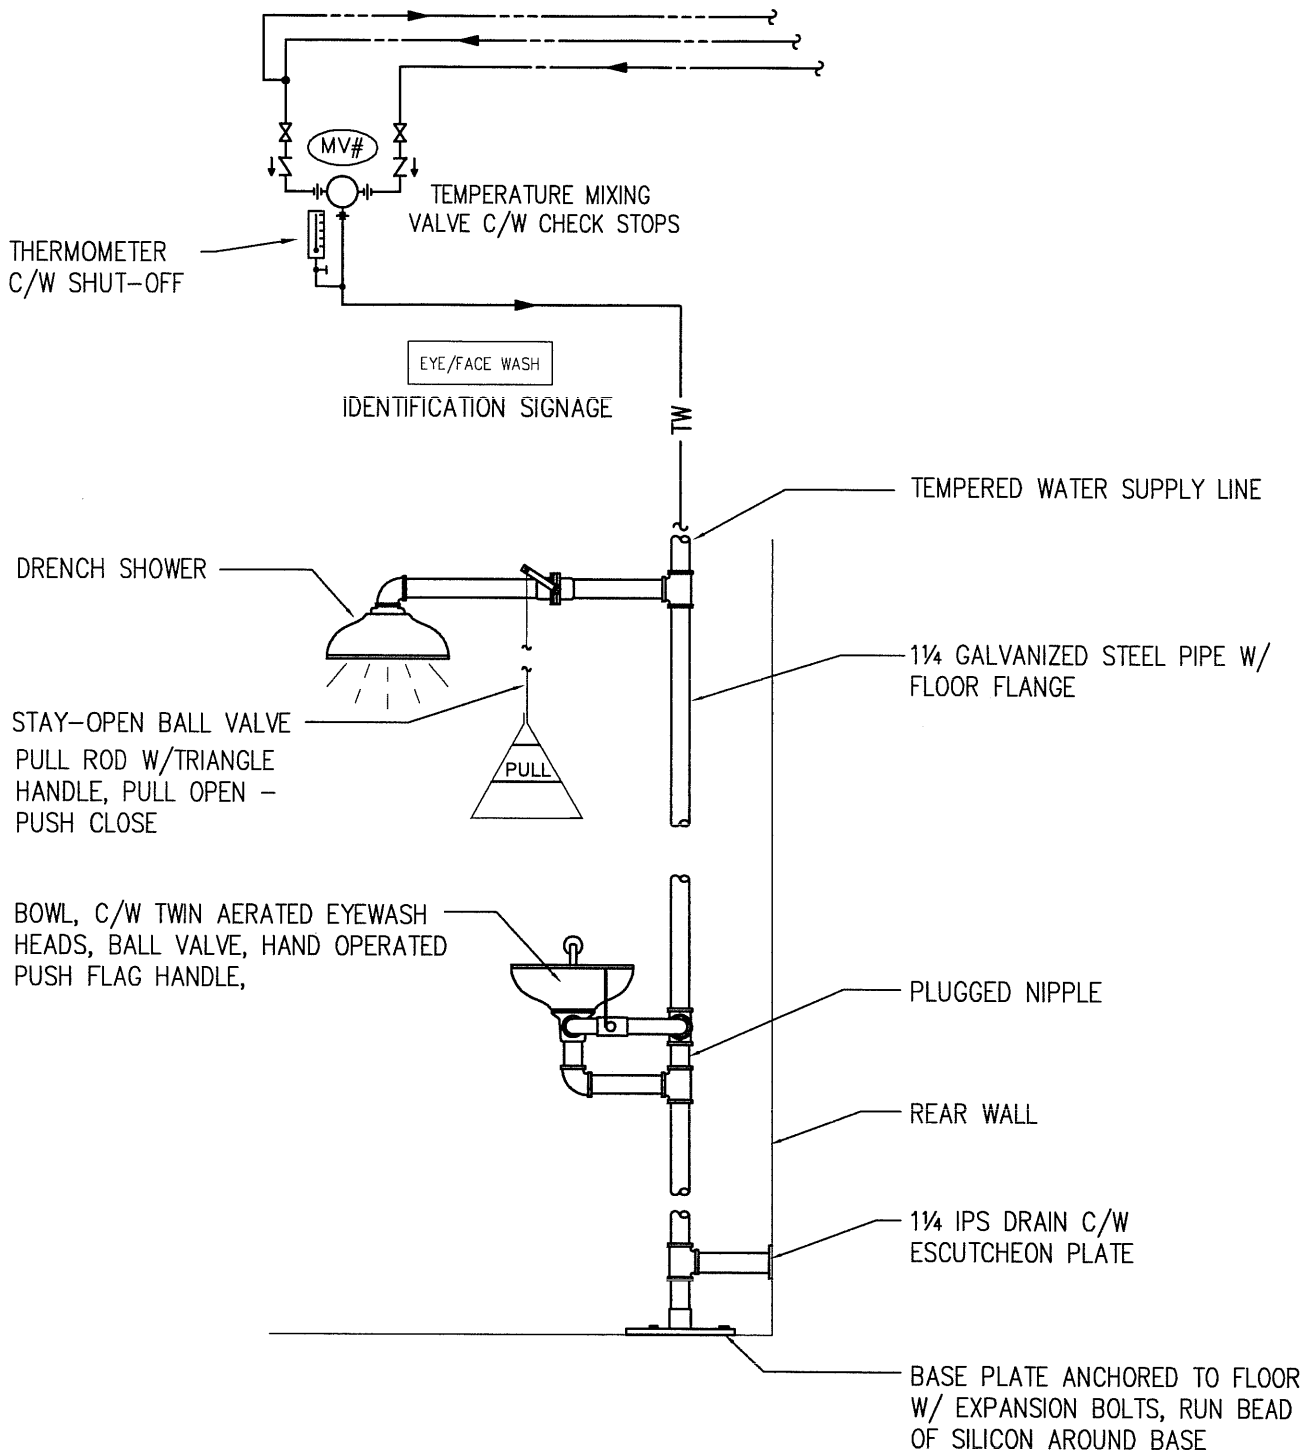 MV#
TEMPERATURE MIXING
VALVE C/W CHECK STOPS
THERMOMETER
C/W SHUT-OFF
EYE/FACE WASH
IDENTIFICATION SIGNAGE
TW
TEMPERED WATER SUPPLY LINE
DRENCH SHOWER
1¼ GALVANIZED STEEL PIPE W/
FLOOR FLANGE
STAY-OPEN BALL VALVE
PULL ROD W/TRIANGLE
HANDLE, PULL OPEN -
PUSH CLOSE
PULL
BOWL, C/W TWIN AERATED EYEWASH
HEADS, BALL VALVE, HAND OPERATED
PUSH FLAG HANDLE,
PLUGGED NIPPLE
REAR WALL
1¼ IPS DRAIN C/W
ESCUTCHEON PLATE
BASE PLATE ANCHORED TO FLOOR
W/ EXPANSION BOLTS, RUN BEAD
OF SILICON AROUND BASE